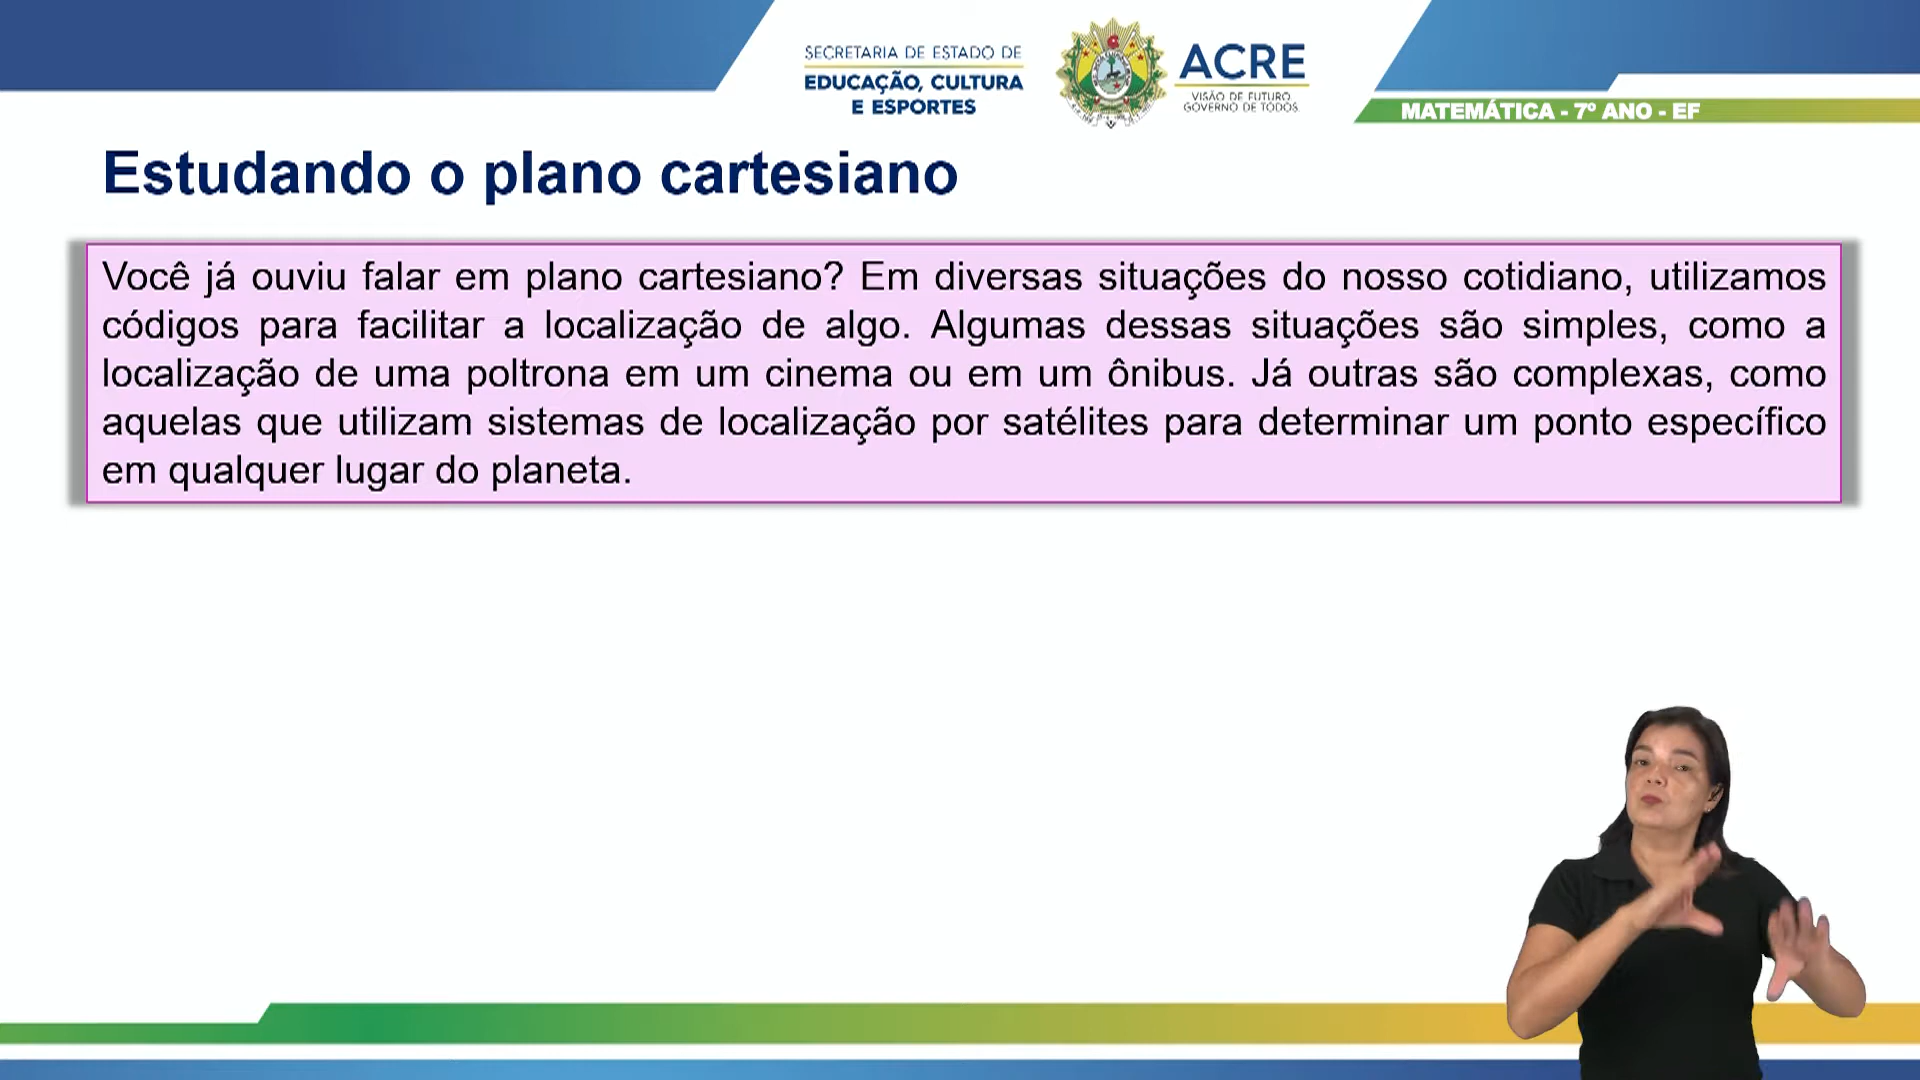 SECRETARIA DE ESTADO DE
EDUCAÇÃO, CULTURA
E ESPORTES
ACRE
VISÃO DE FUTURO
GOVERNO DE TODOS
MATEMÁTICA - 7º ANO - EF
Estudando o plano cartesiano
Você já ouviu falar em plano cartesiano? Em diversas situações do nosso cotidiano, utilizamos
códigos para facilitar a localização de algo. Algumas dessas situações são simples, como a
localização de uma poltrona em um cinema ou em um ônibus. Já outras são complexas, como
aquelas que utilizam sistemas de localização por satélites para determinar um ponto específico
em qualquer lugar do planeta.